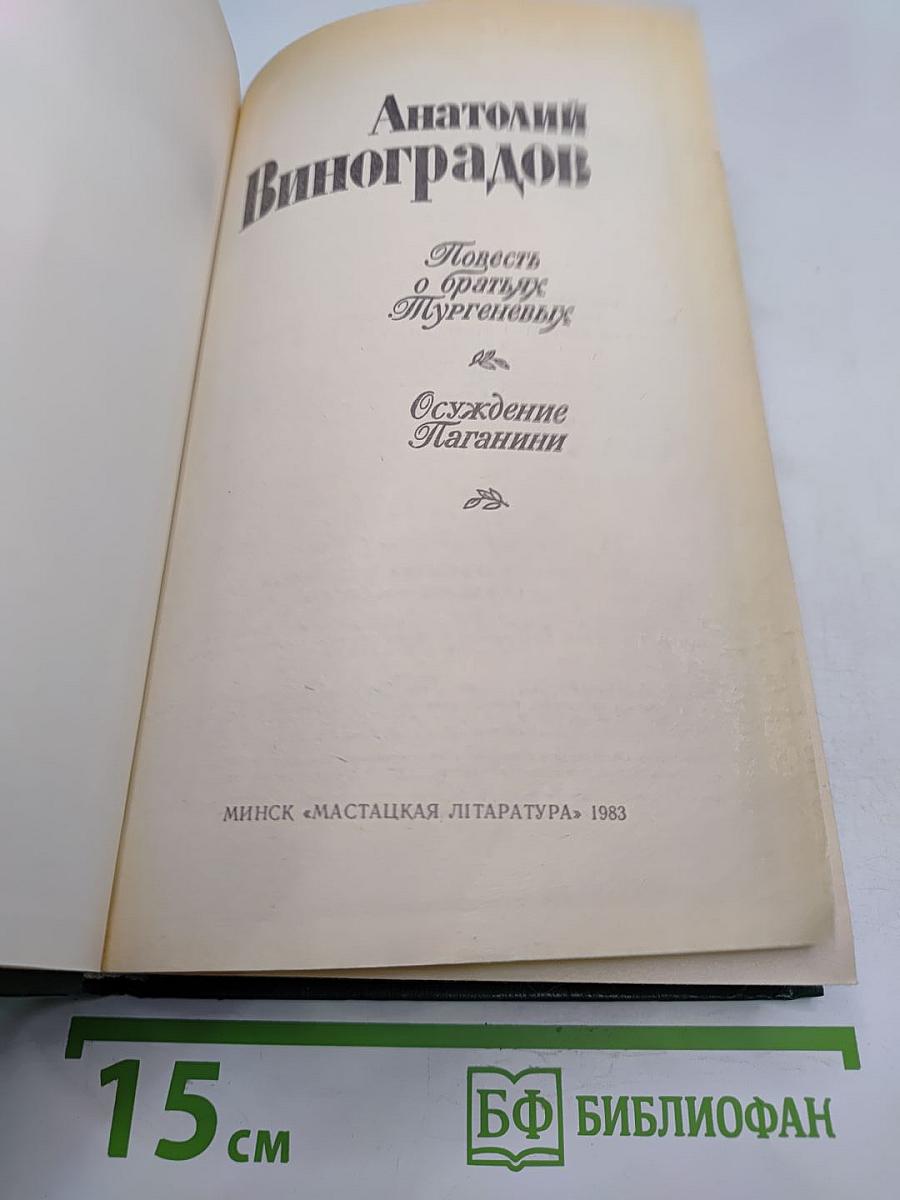 Анатолий
Виноградов
Повесть
о братьях
Тургеневых
Осуждение
Паганини
МИНСК «МАСТАЦКАЯ ЛІТАРАТУРА» 1983
15 см
БФ БИБЛИОФАН